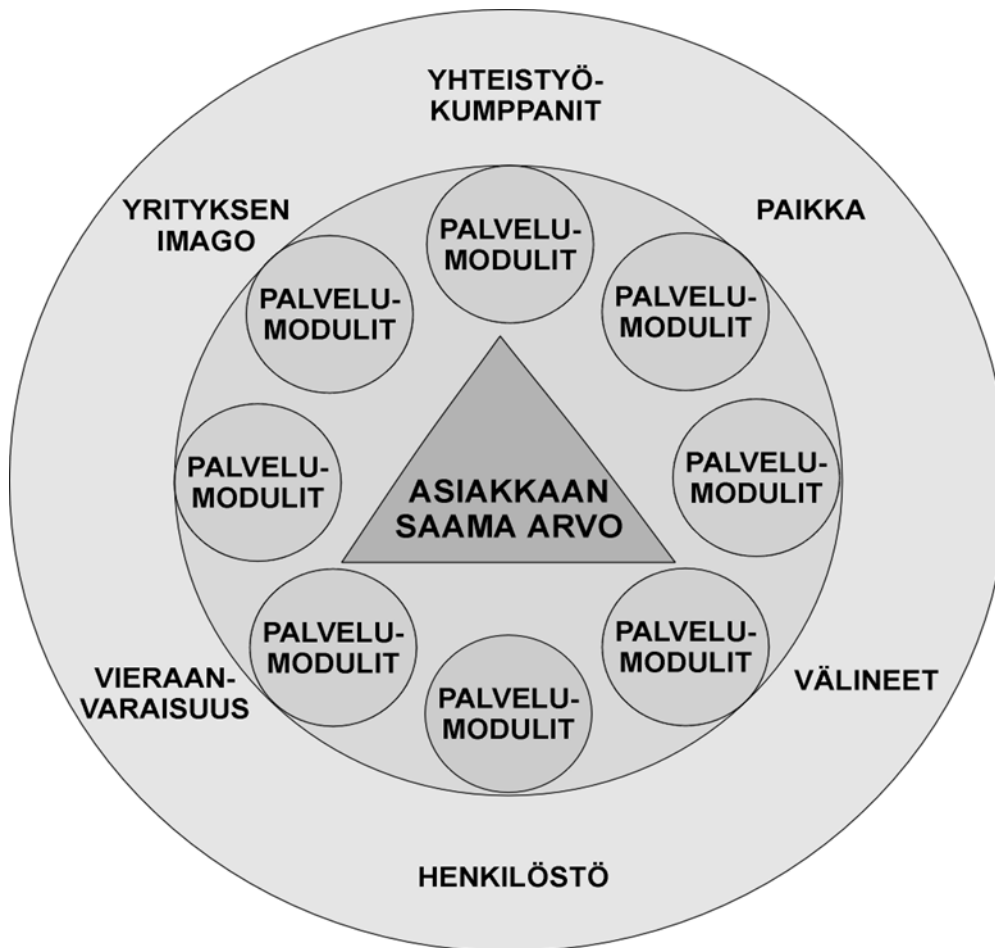 YHTEISTYÖ-
KUMPPANIT
YRITYKSEN
IMAGO
PAIKKA
PALVELU-
MODULIT
PALVELU-
MODULIT
PALVELU-
MODULIT
PALVELU-
MODULIT
PALVELU-
MODULIT
ASIAKKAAN
SAAMA ARVO
PALVELU-
MODULIT
PALVELU-
MODULIT
PALVELU-
MODULIT
VIERAAN-
VARAISUUS
VÄLINEET
HENKILÖSTÖ